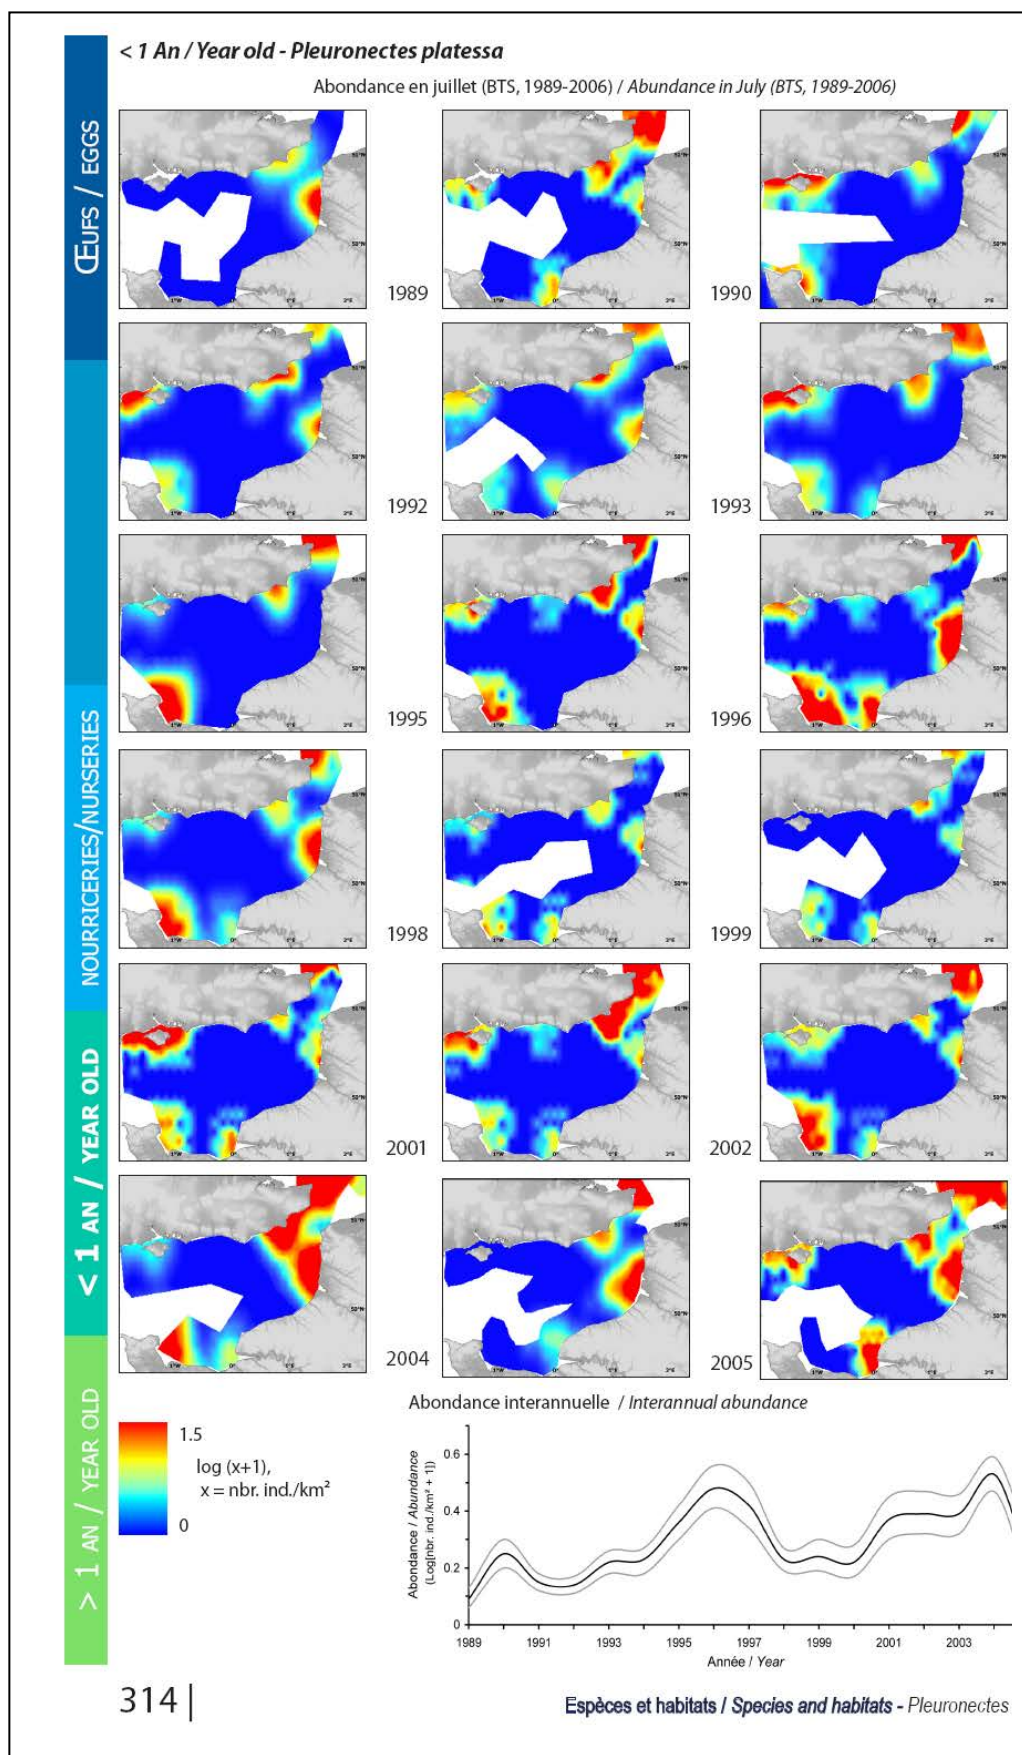 < 1 An / Year old - Pleuronectes platessa
Abondance en juillet (BTS, 1989-2006) / Abundance in July (BTS, 1989-2006)
ŒUFS / EGGS
NOURRICERIES/NURSERIES
< 1 AN / YEAR OLD
> 1 AN / YEAR OLD
1989
1990
1992
1993
1995
1996
1998
1999
2001
2002
2004
2005
Abondance interannuelle / Interannual abundance
1.5
log (x+1),
x = nbr. ind./km²
0
Abondance / Abundance
(Log[nbr. ind./km² + 1])
0.6
0.4
0.2
0
1989 1991 1993 1995 1997 1999 2001 2003
Année / Year
314 |
Espèces et habitats / Species and habitats - Pleuronectes